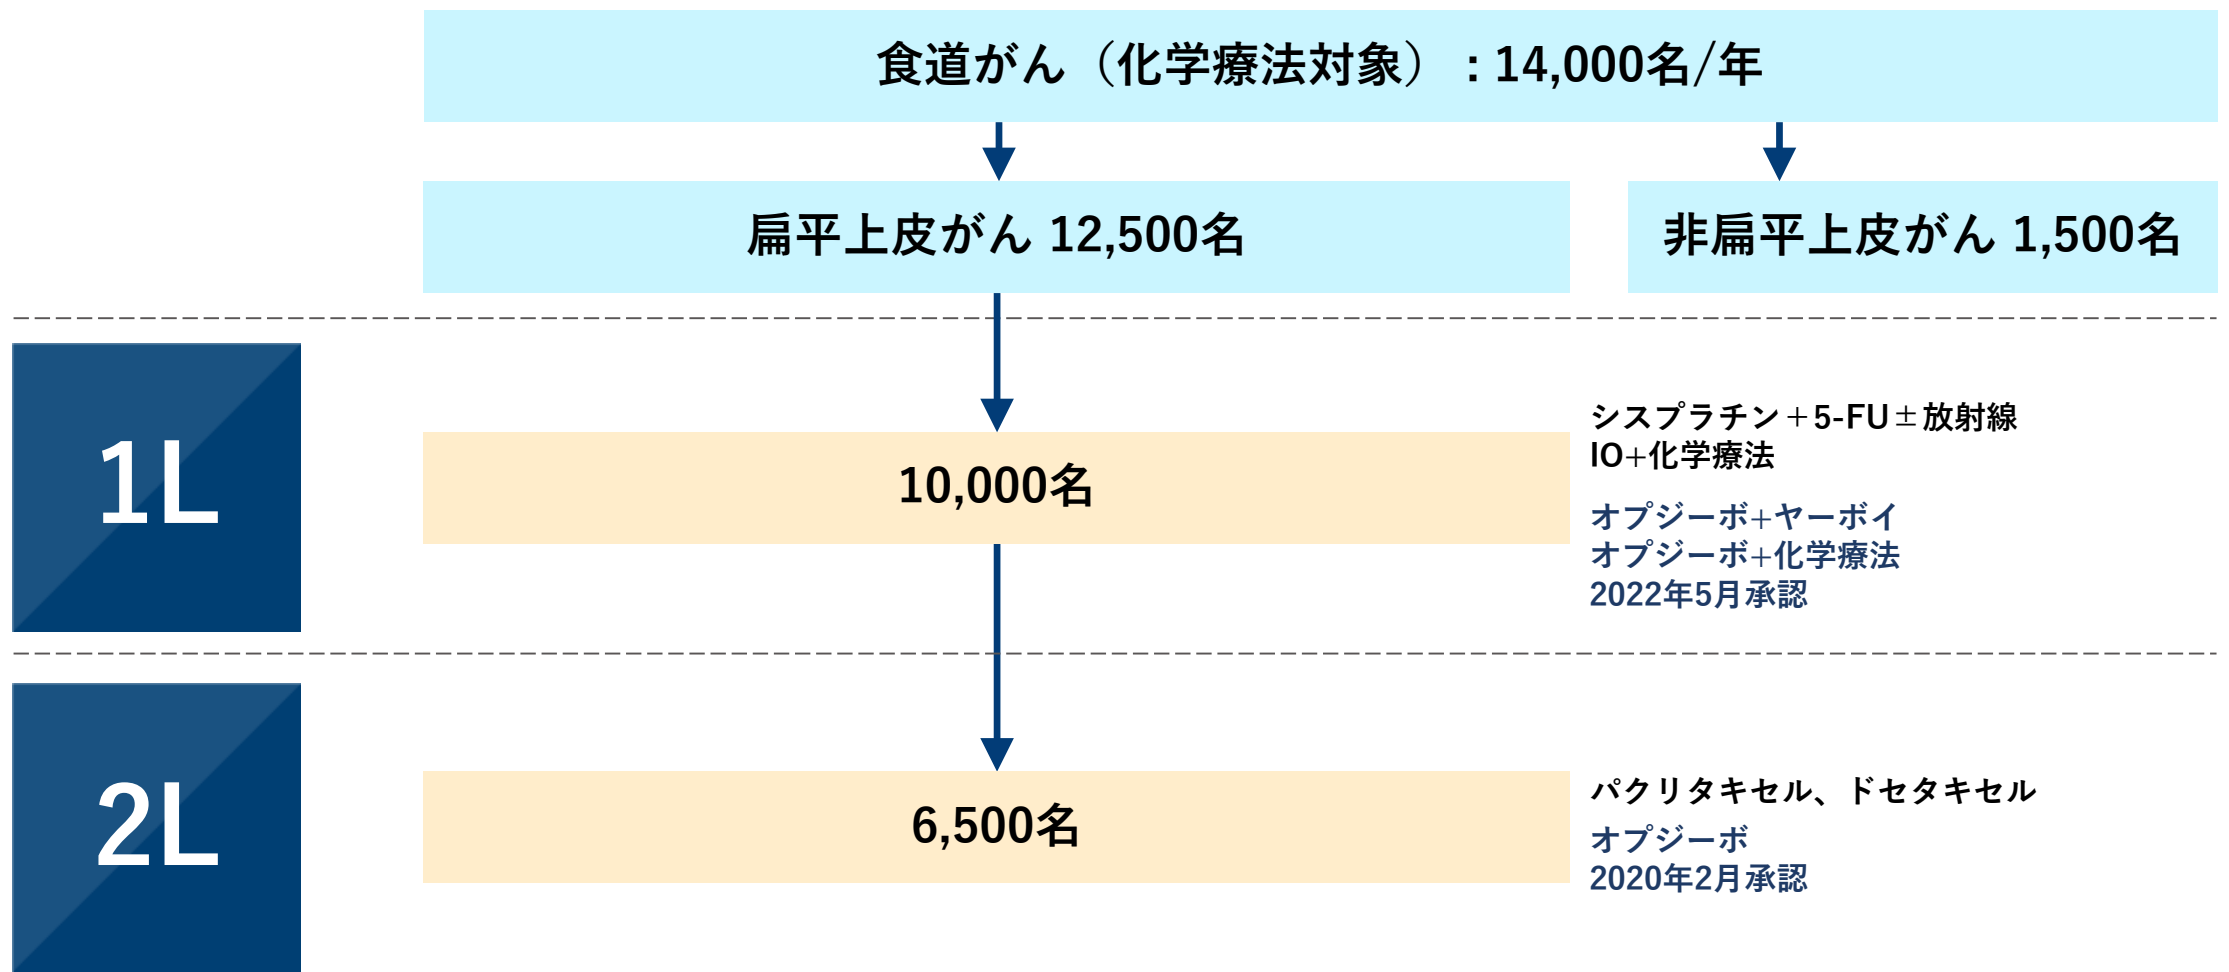 食道がん（化学療法対象）：14,000名/年
扁平上皮がん 12,500名
非扁平上皮がん 1,500名
1L
10,000名
シスプラチン＋5-FU±放射線
IO+化学療法
オプジーボ+ヤーボイ
オプジーボ+化学療法
2022年5月承認
2L
6,500名
パクリタキセル、ドセタキセル
オプジーボ
2020年2月承認